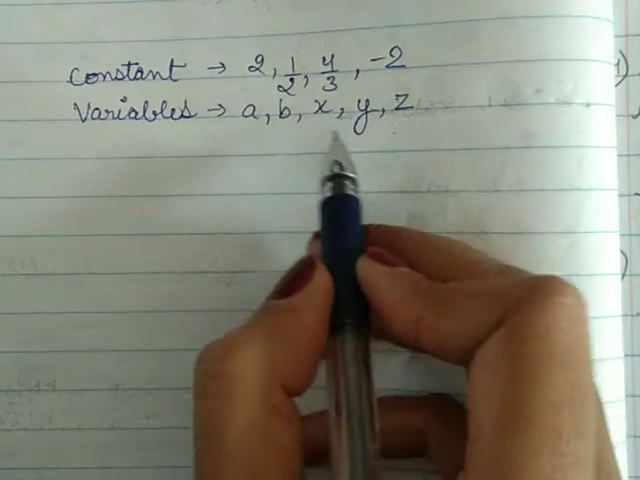 Constant → 2, 1/2, 4/3, -2
Variables → a, b, x, y, z